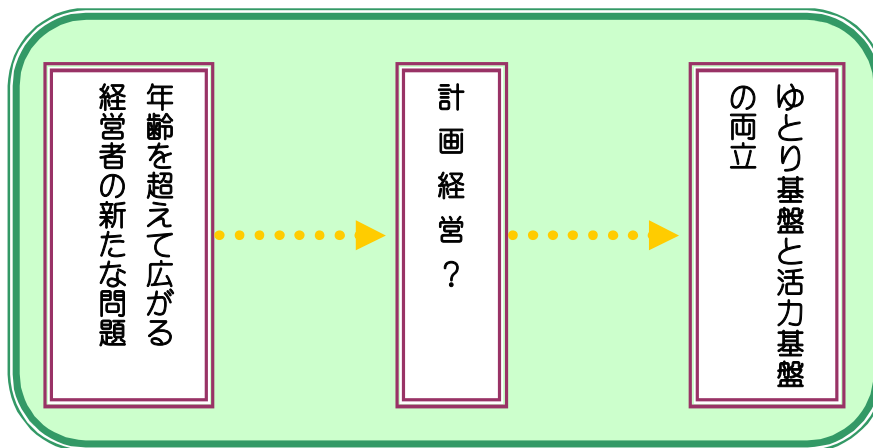 年齢を超えて広がる
経営者の新たな問題
計画経営？
ゆとり基盤と活力基盤
の両立